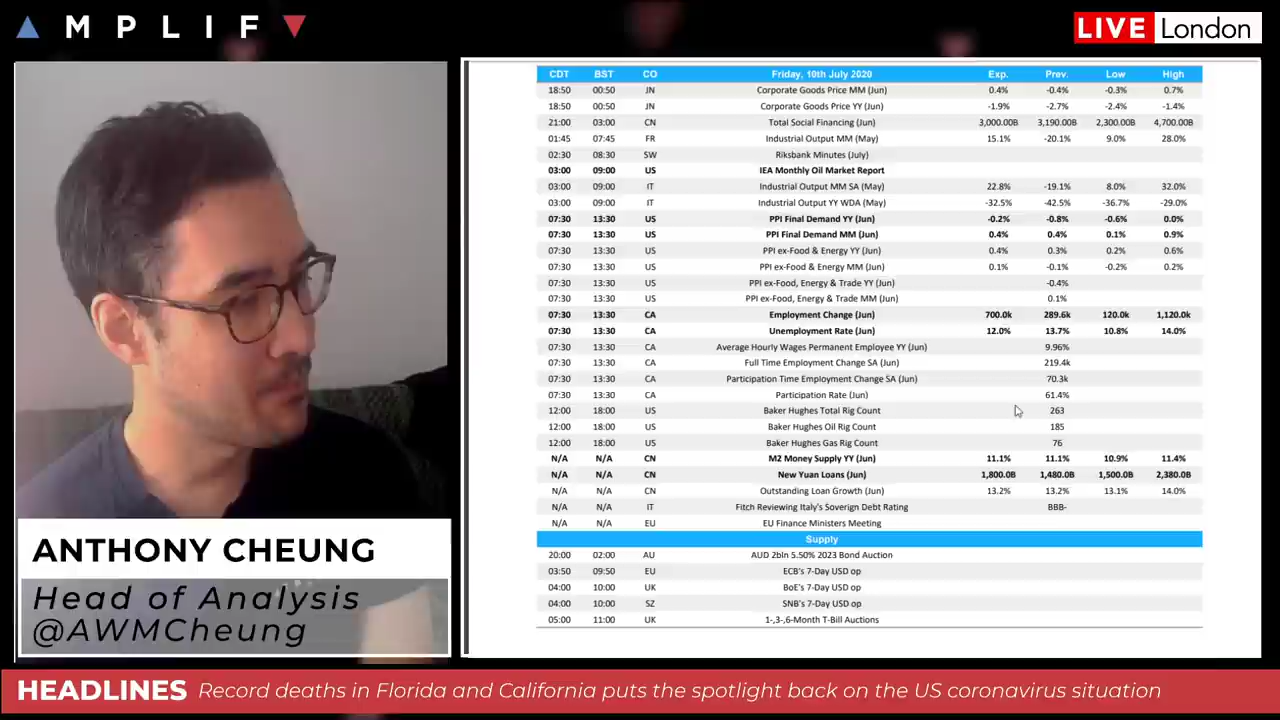 AMPLIFY
LIVE London
CDT BST CO Friday, 10th July 2020 Exp. Prev. Low High
18:50 00:50 JN Corporate Goods Price MM (Jun) 0.4% -0.4% -0.3% 0.7%
18:50 00:50 JN Corporate Goods Price YY (Jun) -1.9% -2.7% -2.4% -1.4%
21:00 03:00 CN Total Social Financing (Jun) 3,000.00B 3,190.00B 2,300.00B 4,700.00B
01:45 07:45 FR Industrial Output MM (May) 15.1% -20.1% 9.0% 28.0%
02:30 08:30 SW Riksbank Minutes (July)
03:00 09:00 US IEA Monthly Oil Market Report
03:00 09:00 IT Industrial Output MM SA (May) 22.8% -19.1% 8.0% 32.0%
03:00 09:00 IT Industrial Output YY WDA (May) -32.5% -42.5% -36.7% -29.0%
07:30 13:30 US PPI Final Demand YY (Jun) -0.2% -0.8% -0.6% 0.0%
07:30 13:30 US PPI Final Demand MM (Jun) 0.4% 0.4% 0.1% 0.9%
07:30 13:30 US PPI ex-Food & Energy YY (Jun) 0.4% 0.3% 0.2% 0.6%
07:30 13:30 US PPI ex-Food & Energy MM (Jun) 0.1% -0.1% -0.2% 0.2%
07:30 13:30 US PPI ex-Food, Energy & Trade YY (Jun) -0.4%
07:30 13:30 US PPI ex-Food, Energy & Trade MM (Jun) 0.1%
07:30 13:30 CA Employment Change (Jun) 700.0k 289.6k 120.0k 1,120.0k
07:30 13:30 CA Unemployment Rate (Jun) 12.0% 13.7% 10.8% 14.0%
07:30 13:30 CA Average Hourly Wages Permanent Employee YY (Jun) 9.96%
07:30 13:30 CA Full Time Employment Change SA (Jun) 219.4k
07:30 13:30 CA Participation Time Employment Change SA (Jun) 70.3k
07:30 13:30 CA Participation Rate (Jun) 61.4%
12:00 18:00 US Baker Hughes Total Rig Count 263
12:00 18:00 US Baker Hughes Oil Rig Count 185
12:00 18:00 US Baker Hughes Gas Rig Count 76
N/A N/A CN M2 Money Supply YY (Jun) 11.1% 11.1% 10.9% 11.4%
N/A N/A CN New Yuan Loans (Jun) 1,800.0B 1,480.0B 1,500.0B 2,380.0B
N/A N/A CN Outstanding Loan Growth (Jun) 13.2% 13.2% 13.1% 14.0%
N/A N/A IT Fitch Reviewing Italy's Soverign Debt Rating BBB-
N/A N/A EU EU Finance Ministers Meeting
Supply
20:00 02:00 AU AUD 2bln 5.50% 2023 Bond Auction
03:50 09:50 EU ECB's 7-Day USD op
04:00 10:00 UK BoE's 7-Day USD op
04:00 10:00 SZ SNB's 7-Day USD op
05:00 11:00 UK 1-,3-,6-Month T-Bill Auctions
ANTHONY CHEUNG
Head of Analysis
@AWMCheung
HEADLINES Record deaths in Florida and California puts the spotlight back on the US coronavirus situation